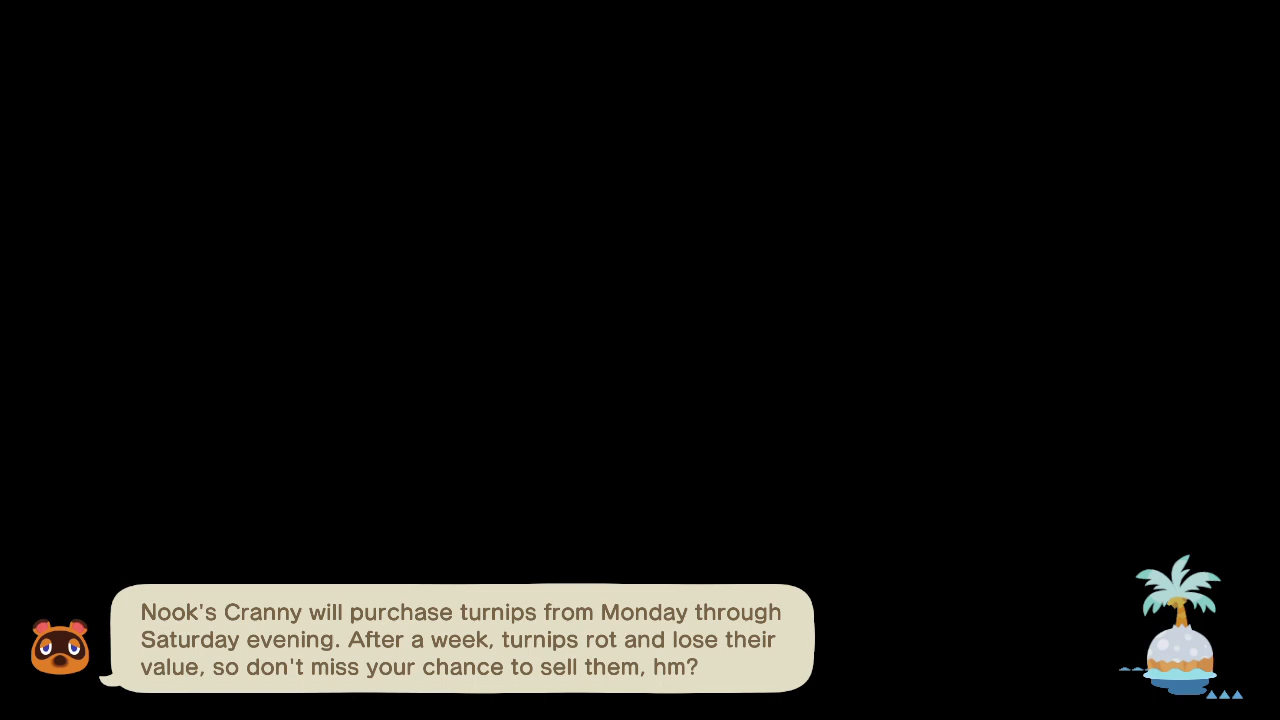 Nook's Cranny will purchase turnips from Monday through
Saturday evening. After a week, turnips rot and lose their
value, so don't miss your chance to sell them, hm?